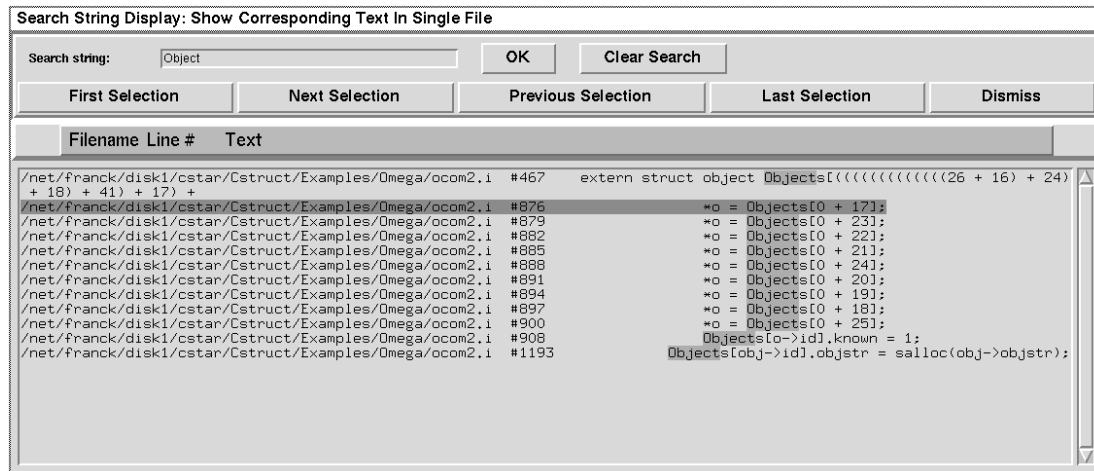 Search String Display: Show Corresponding Text In Single File
Search string: Object OK Clear Search
First Selection Next Selection Previous Selection Last Selection Dismiss
Filename Line # Text
/net/franck/disk1/cstar/Cstruct/Examples/Omega/ocom2.i #467 extern struct object Objects[(((((((((((((26 + 16) + 24)
+ 18) + 41) + 17) +
/net/franck/disk1/cstar/Cstruct/Examples/Omega/ocom2.i #876 *o = Objects[0 + 17];
/net/franck/disk1/cstar/Cstruct/Examples/Omega/ocom2.i #879 *o = Objects[0 + 23];
/net/franck/disk1/cstar/Cstruct/Examples/Omega/ocom2.i #882 *o = Objects[0 + 22];
/net/franck/disk1/cstar/Cstruct/Examples/Omega/ocom2.i #885 *o = Objects[0 + 21];
/net/franck/disk1/cstar/Cstruct/Examples/Omega/ocom2.i #888 *o = Objects[0 + 24];
/net/franck/disk1/cstar/Cstruct/Examples/Omega/ocom2.i #891 *o = Objects[0 + 20];
/net/franck/disk1/cstar/Cstruct/Examples/Omega/ocom2.i #894 *o = Objects[0 + 19];
/net/franck/disk1/cstar/Cstruct/Examples/Omega/ocom2.i #897 *o = Objects[0 + 18];
/net/franck/disk1/cstar/Cstruct/Examples/Omega/ocom2.i #900 *o = Objects[0 + 25];
/net/franck/disk1/cstar/Cstruct/Examples/Omega/ocom2.i #908 Objects[o->id].known = 1;
/net/franck/disk1/cstar/Cstruct/Examples/Omega/ocom2.i #1193 Objects[obj->id].objstr = salloc(obj->objstr);